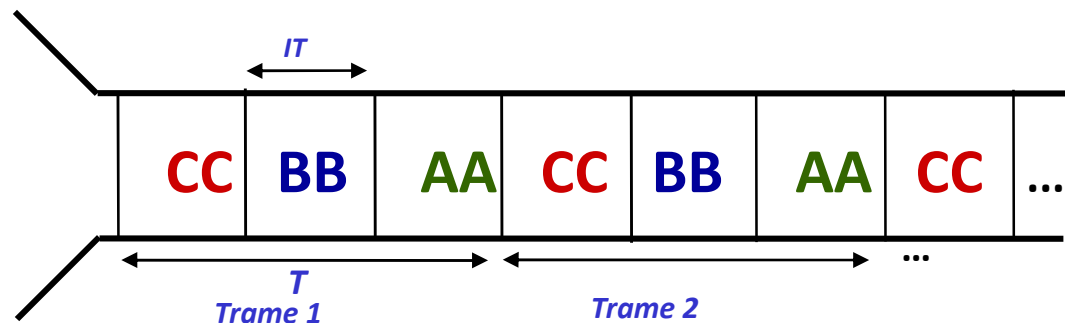 IT
CC BB AA CC BB AA CC ...
...
T
Trame 1 Trame 2